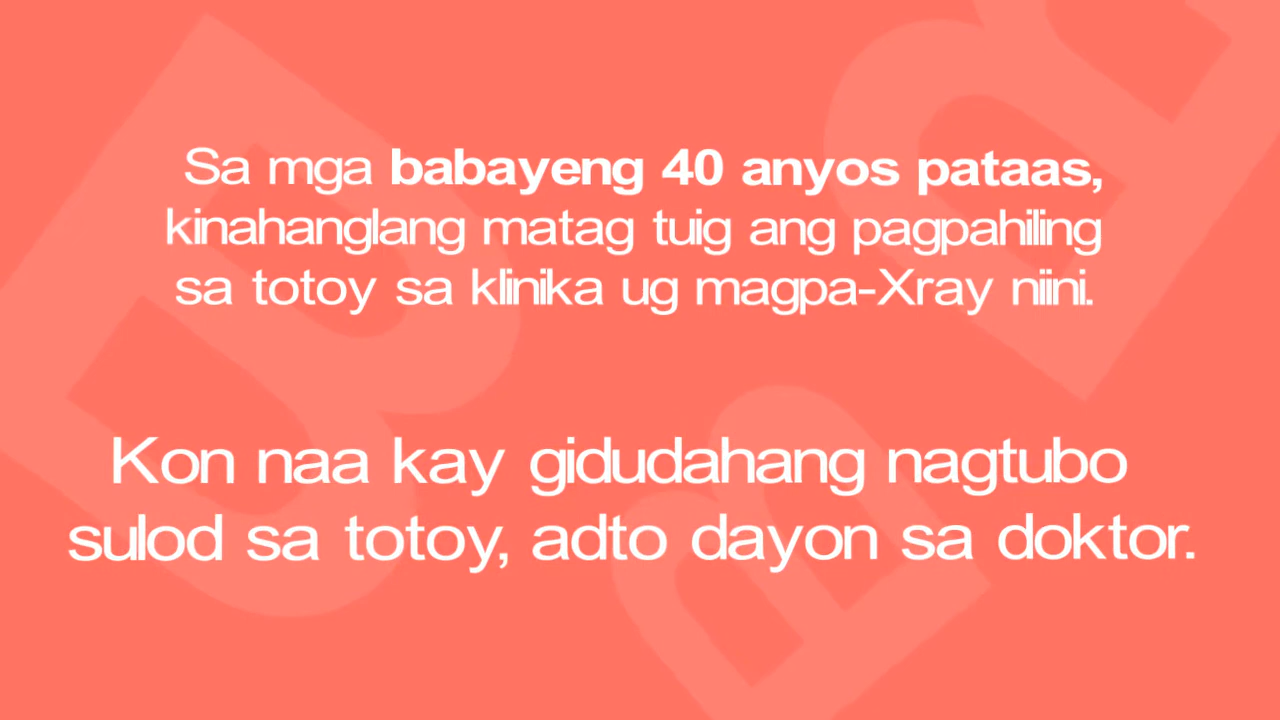 Sa mga babayeng 40 anyos pataas,
kinahanglang matag tuig ang pagpahiling
sa totoy sa klinika ug magpa-Xray niini.
Kon naa kay gidudahang nagtubo
sulod sa totoy, adto dayon sa doktor.